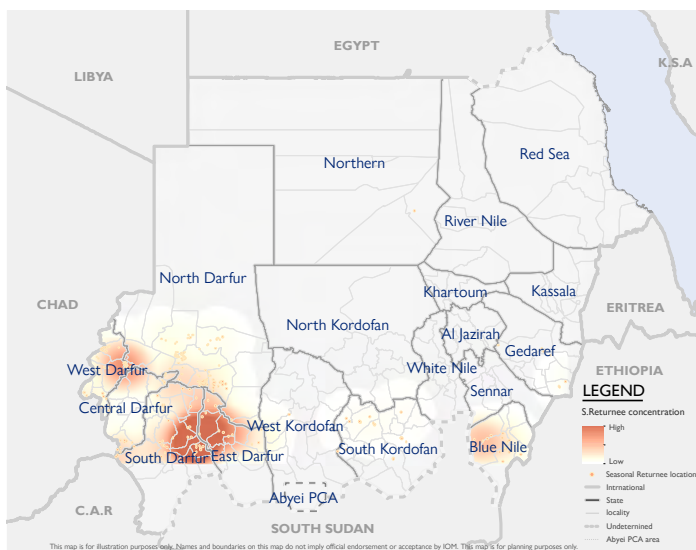 EGYPT
LIBYA
K.S.A
Red Sea
Northern
River Nile
North Darfur
Khartoum
Kassala
CHAD
ERITREA
North Kordofan
Al Jazirah
Gedaref
West Darfur
White Nile
ETHIOPIA
Sennar
LEGEND
Central Darfur
S.Returnee concentration
West Kordofan
High
South Kordofan
Blue Nile
South Darfur
East Darfur
Low
Seasonal Returnee location
Intrnational
Abyei PCA
State
C.A.R
locality
SOUTH SUDAN
Undetermined
Abyei PCA area
This map is for illustration purposes only. Names and boundaries on this map do not imply official endorsement or acceptance by IOM. This map is for planning purposes only.